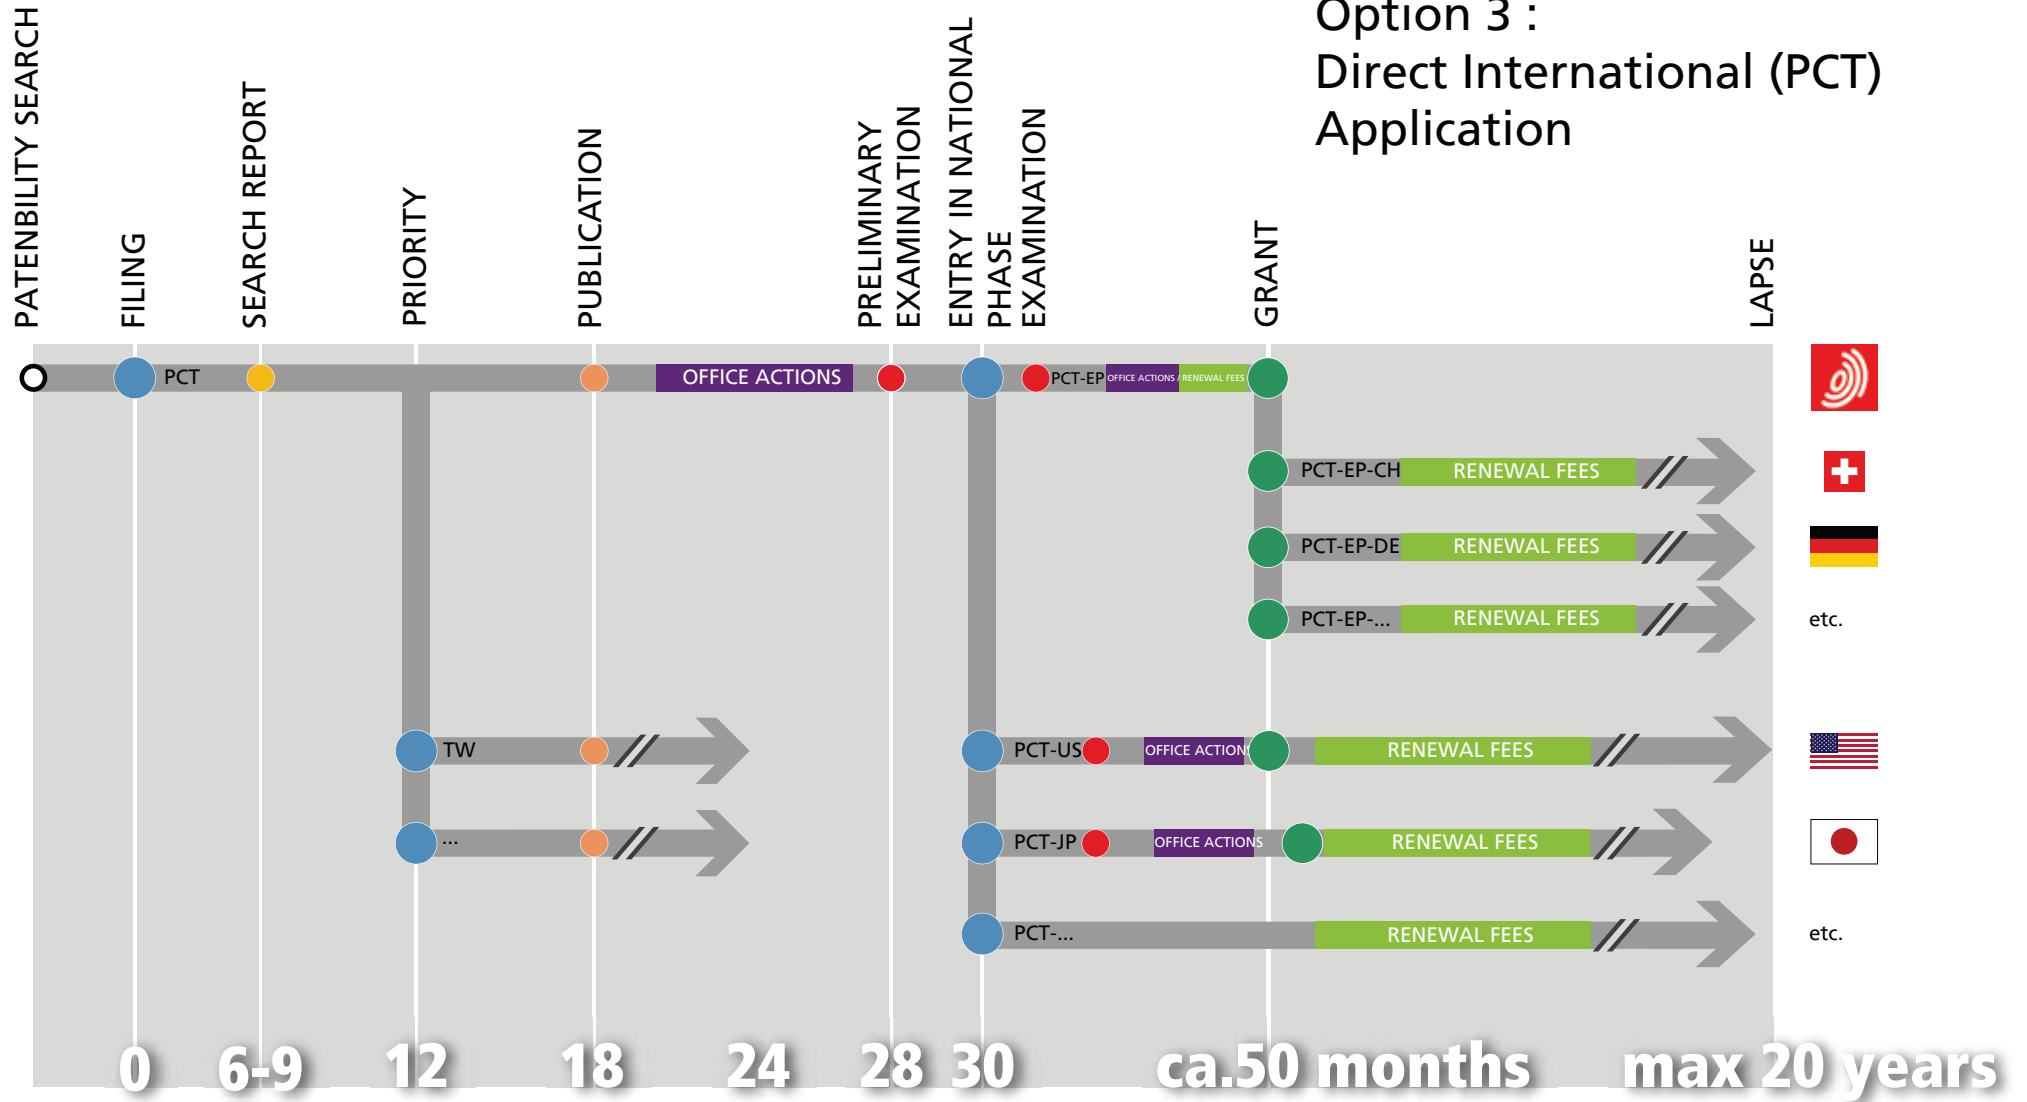 Option 3 :
Direct International (PCT)
Application
PATENBILITY SEARCH
FILING
SEARCH REPORT
PRIORITY
PUBLICATION
PRELIMINARY
EXAMINATION
ENTRY IN NATIONAL
PHASE
EXAMINATION
GRANT
LAPSE
PCT
OFFICE ACTIONS
PCT-EP
OFFICE ACTIONS / RENEWAL FEES
PCT-EP-CH
RENEWAL FEES
PCT-EP-DE
RENEWAL FEES
PCT-EP-...
RENEWAL FEES
etc.
TW
PCT-US
OFFICE ACTIONS
RENEWAL FEES
...
PCT-JP
OFFICE ACTIONS
RENEWAL FEES
PCT-...
RENEWAL FEES
etc.
0
6-9
12
18
24
28
30
ca.50 months
max 20 years